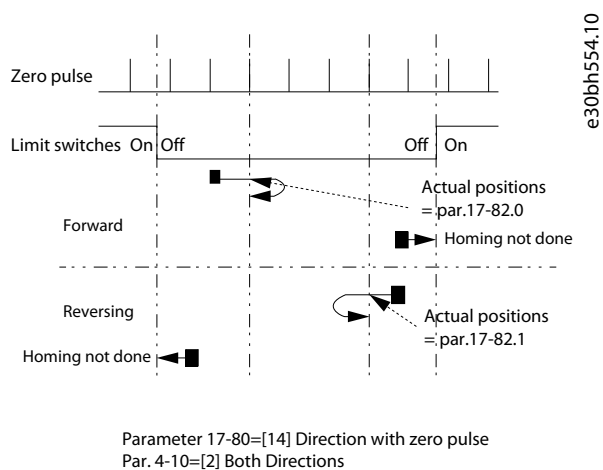 e30bh554.10
Zero pulse
Limit switches On Off Off On
Actual positions
= par.17-82.0
Forward
Homing not done
Reversing
Actual positions
= par.17-82.1
Homing not done
Parameter 17-80=[14] Direction with zero pulse
Par. 4-10=[2] Both Directions